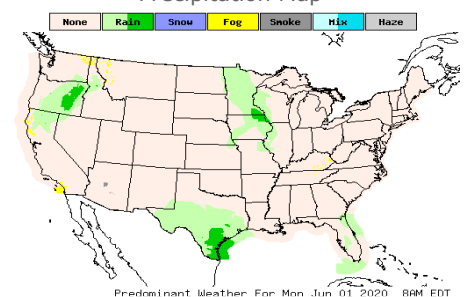 Precipitation Map
None Rain Snow Fog Smoke Mix Haze
Predominant Weather For Mon Jun 01 2020 8AM EDT